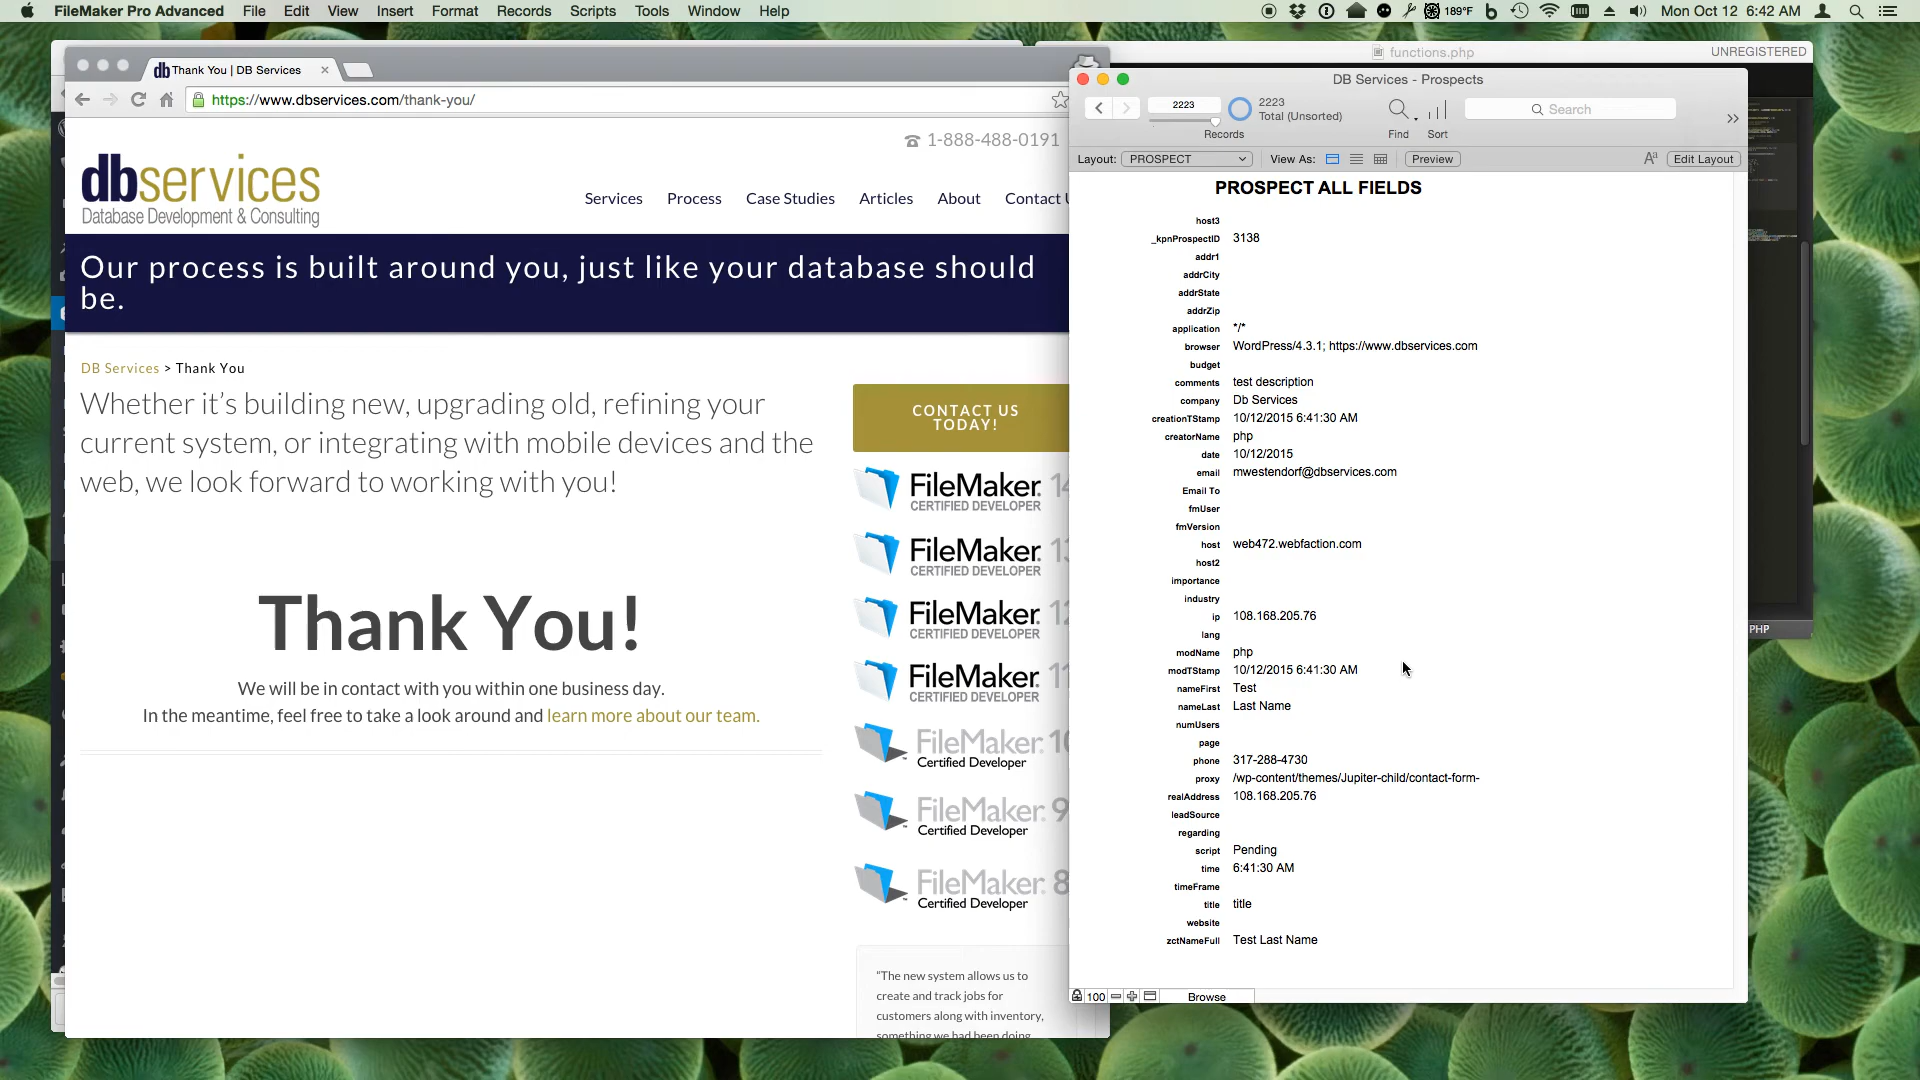 FileMaker Pro Advanced File Edit View Insert Format Records Scripts Tools Window Help
189°F Mon Oct 12 6:42 AM
functions.php UNREGISTERED
Thank You | DB Services
https://www.dbservices.com/thank-you/
1-888-488-0191
dbservices
Database Development & Consulting
Services Process Case Studies Articles About Contact
Our process is built around you, just like your database should
be.
DB Services > Thank You
Whether it's building new, upgrading old, refining your
current system, or integrating with mobile devices and the
web, we look forward to working with you!
Thank You!
We will be in contact with you within one business day.
In the meantime, feel free to take a look around and learn more about our team.
CONTACT US
TODAY!
FileMaker. 14
CERTIFIED DEVELOPER
FileMaker. 13
CERTIFIED DEVELOPER
FileMaker. 12
CERTIFIED DEVELOPER
FileMaker. 11
CERTIFIED DEVELOPER
FileMaker. 10
Certified Developer
FileMaker. 9
Certified Developer
FileMaker. 8
Certified Developer
"The new system allows us to
create and track jobs for
customers along with inventory,
something we had been doing
DB Services - Prospects
2223
2223
Total (Unsorted)
Records
Find
Sort
Search
Layout: PROSPECT View As: Preview Aa Edit Layout
PROSPECT ALL FIELDS
host3
_kpnProspectID 3138
addr1
addrCity
addrState
addrZip
application */*
browser WordPress/4.3.1; https://www.dbservices.com
budget
comments test description
company Db Services
creationTStamp 10/12/2015 6:41:30 AM
creatorName php
date 10/12/2015
email mwestendorf@dbservices.com
Email To
fmUser
fmVersion
host web472.webfaction.com
host2
importance
industry
ip 108.168.205.76
lang
modName php
modTStamp 10/12/2015 6:41:30 AM
nameFirst Test
nameLast Last Name
numUsers
page
phone 317-288-4730
proxy /wp-content/themes/Jupiter-child/contact-form-
realAddress 108.168.205.76
leadSource
regarding
script Pending
time 6:41:30 AM
timeFrame
title title
website
zctNameFull Test Last Name
100 Browse
PHP